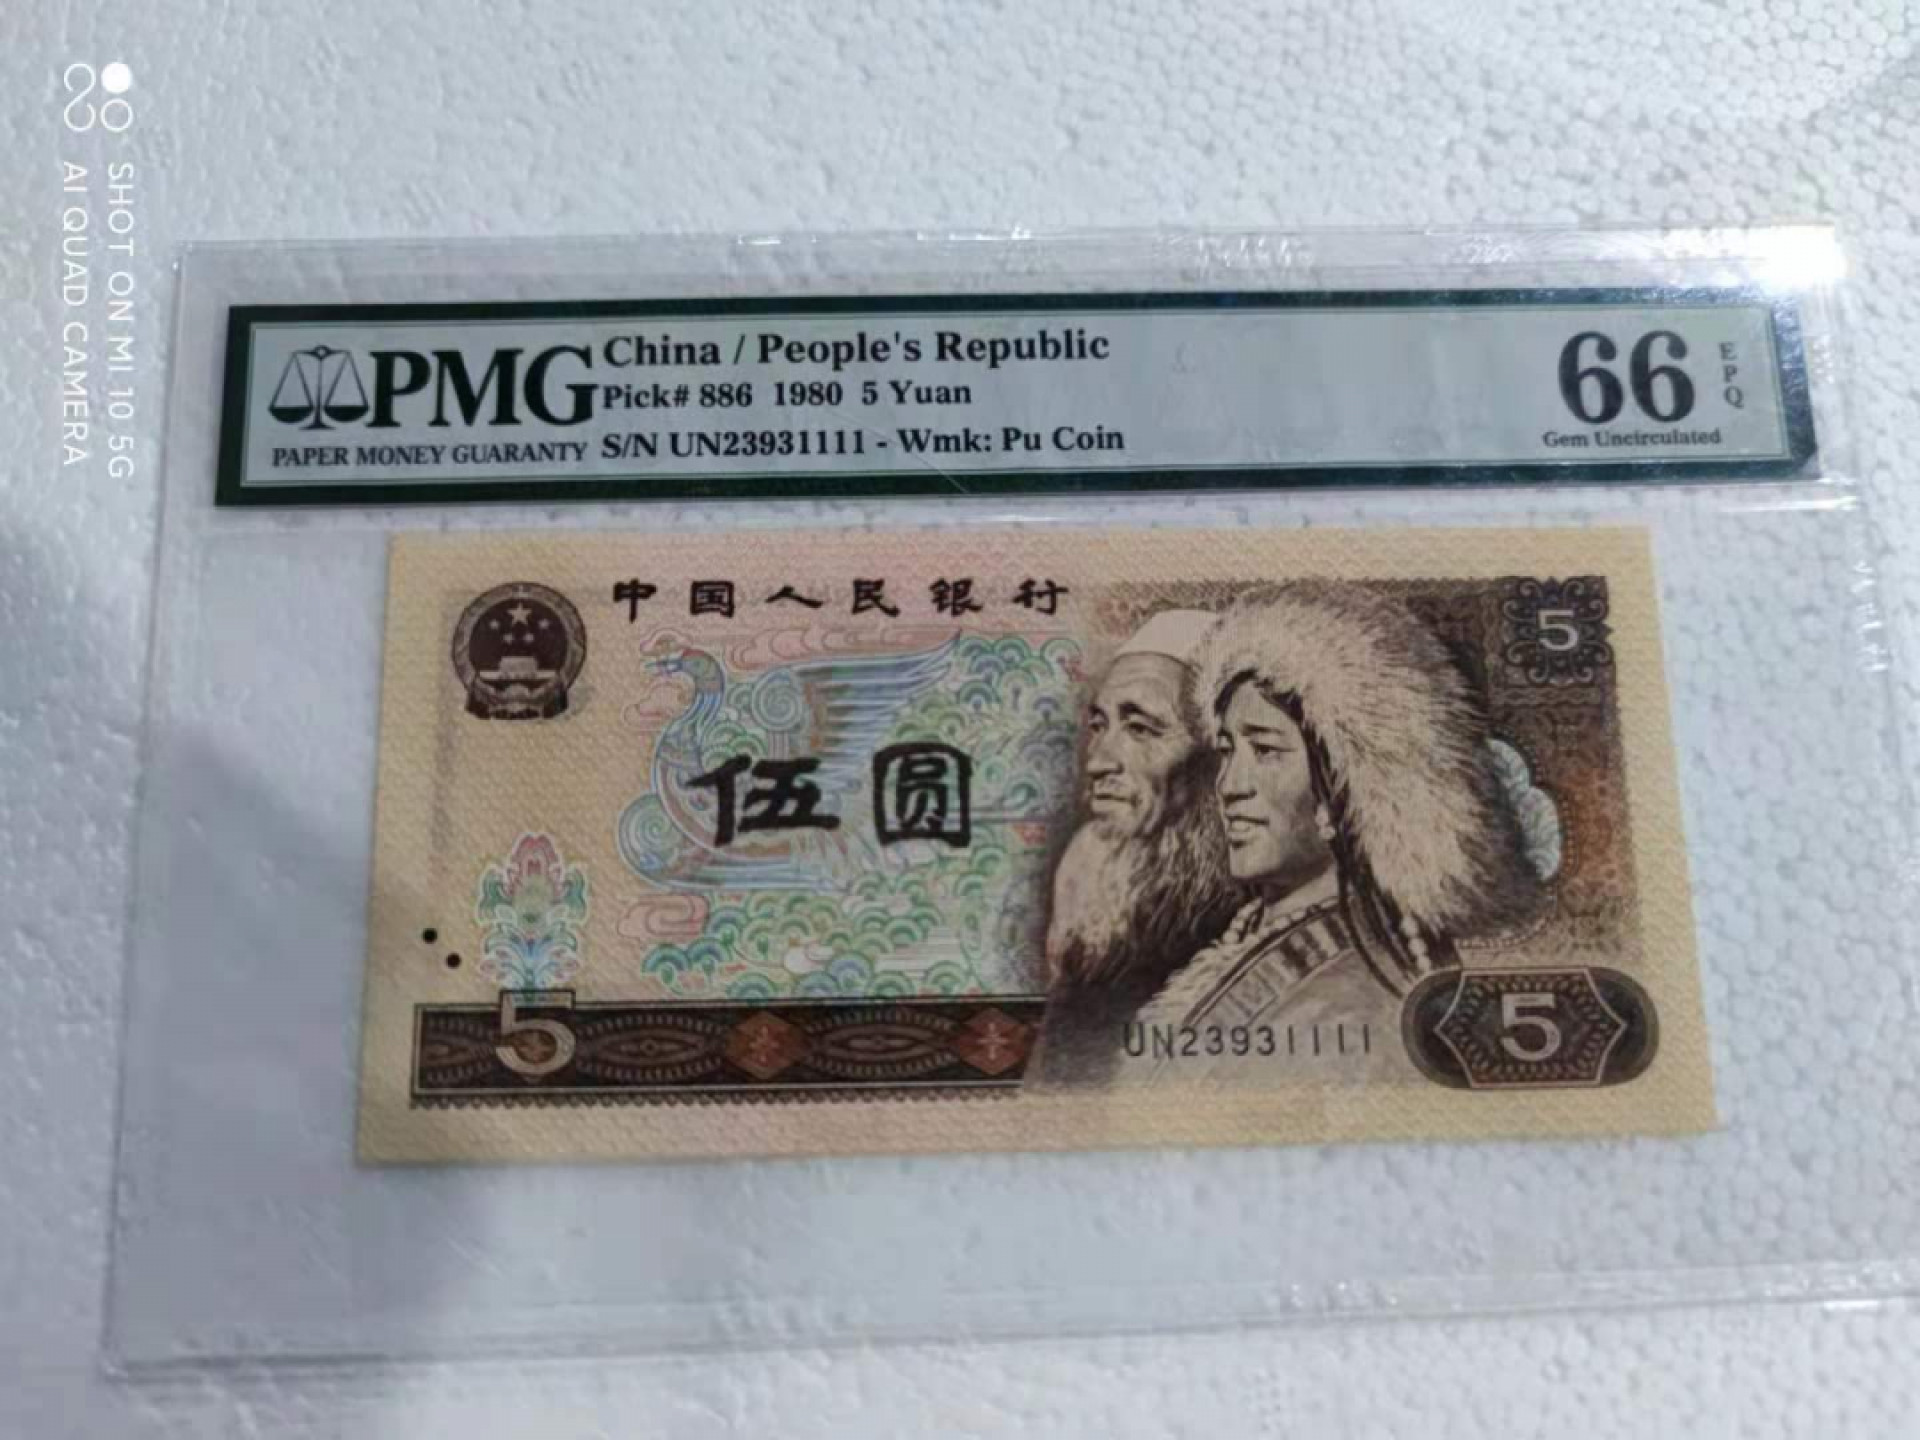 SHOT ON MI 10 5G
AI QUAD CAMERA
PMG
PAPER MONEY GUARANTY
China / People's Republic
Pick# 886 1980 5 Yuan
S/N UN23931111 - Wmk: Pu Coin
66
EPQ
Gem Uncirculated
中国人民银行
5
伍圆
5
UN23931111
5